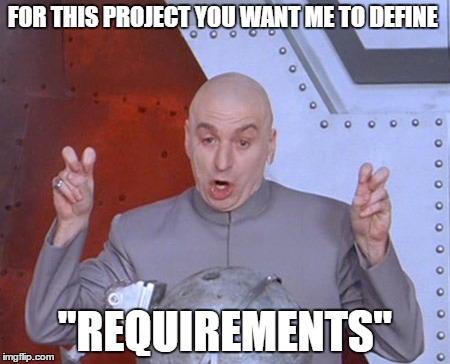 FOR THIS PROJECT YOU WANT ME TO DEFINE
"REQUIREMENTS"
imgflip.com